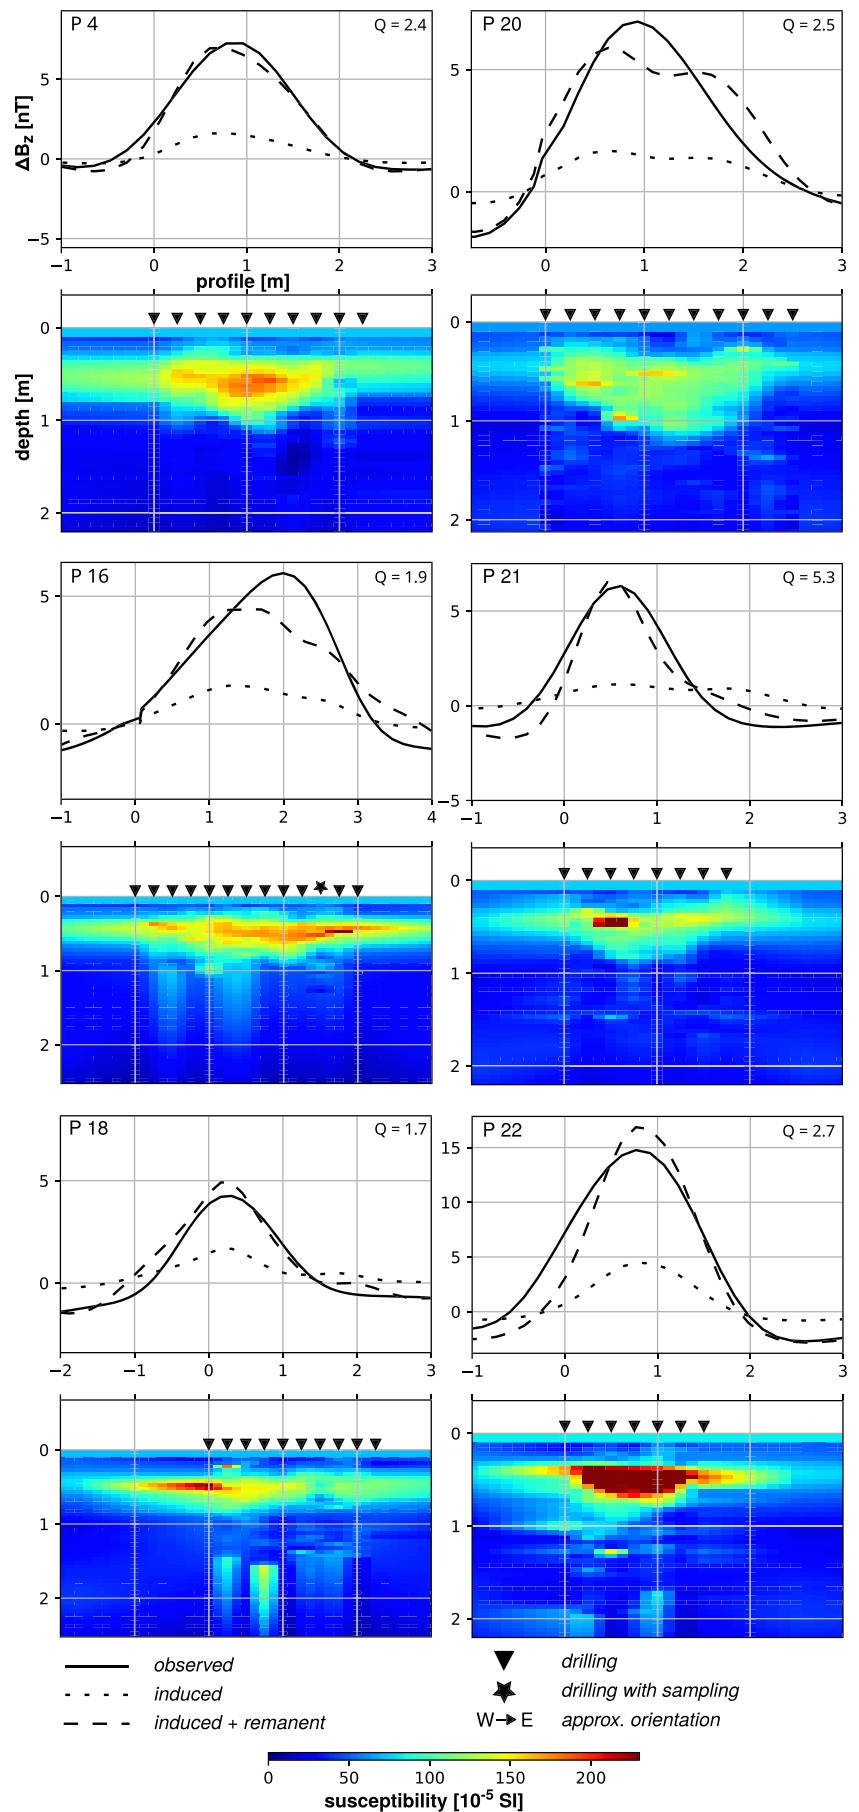 P 4 Q = 2.4
5
0
−5
ΔBz [nT]
−1 0 1 2 3
profile [m]
0
1
2
depth [m]
P 20 Q = 2.5
5
0
0 1 2 3
0
1
2
P 16 Q = 1.9
5
0
−1 0 1 2 3 4
0
1
2
P 21 Q = 5.3
5
0
−5
−1 0 1 2 3
0
1
2
P 18 Q = 1.7
5
0
−2 −1 0 1 2 3
0
1
2
P 22 Q = 2.7
15
10
5
0
−1 0 1 2 3
0
1
2
observed
induced
induced + remanent
drilling
drilling with sampling
W E approx. orientation
0 50 100 150 200
susceptibility [10⁻⁵ SI]